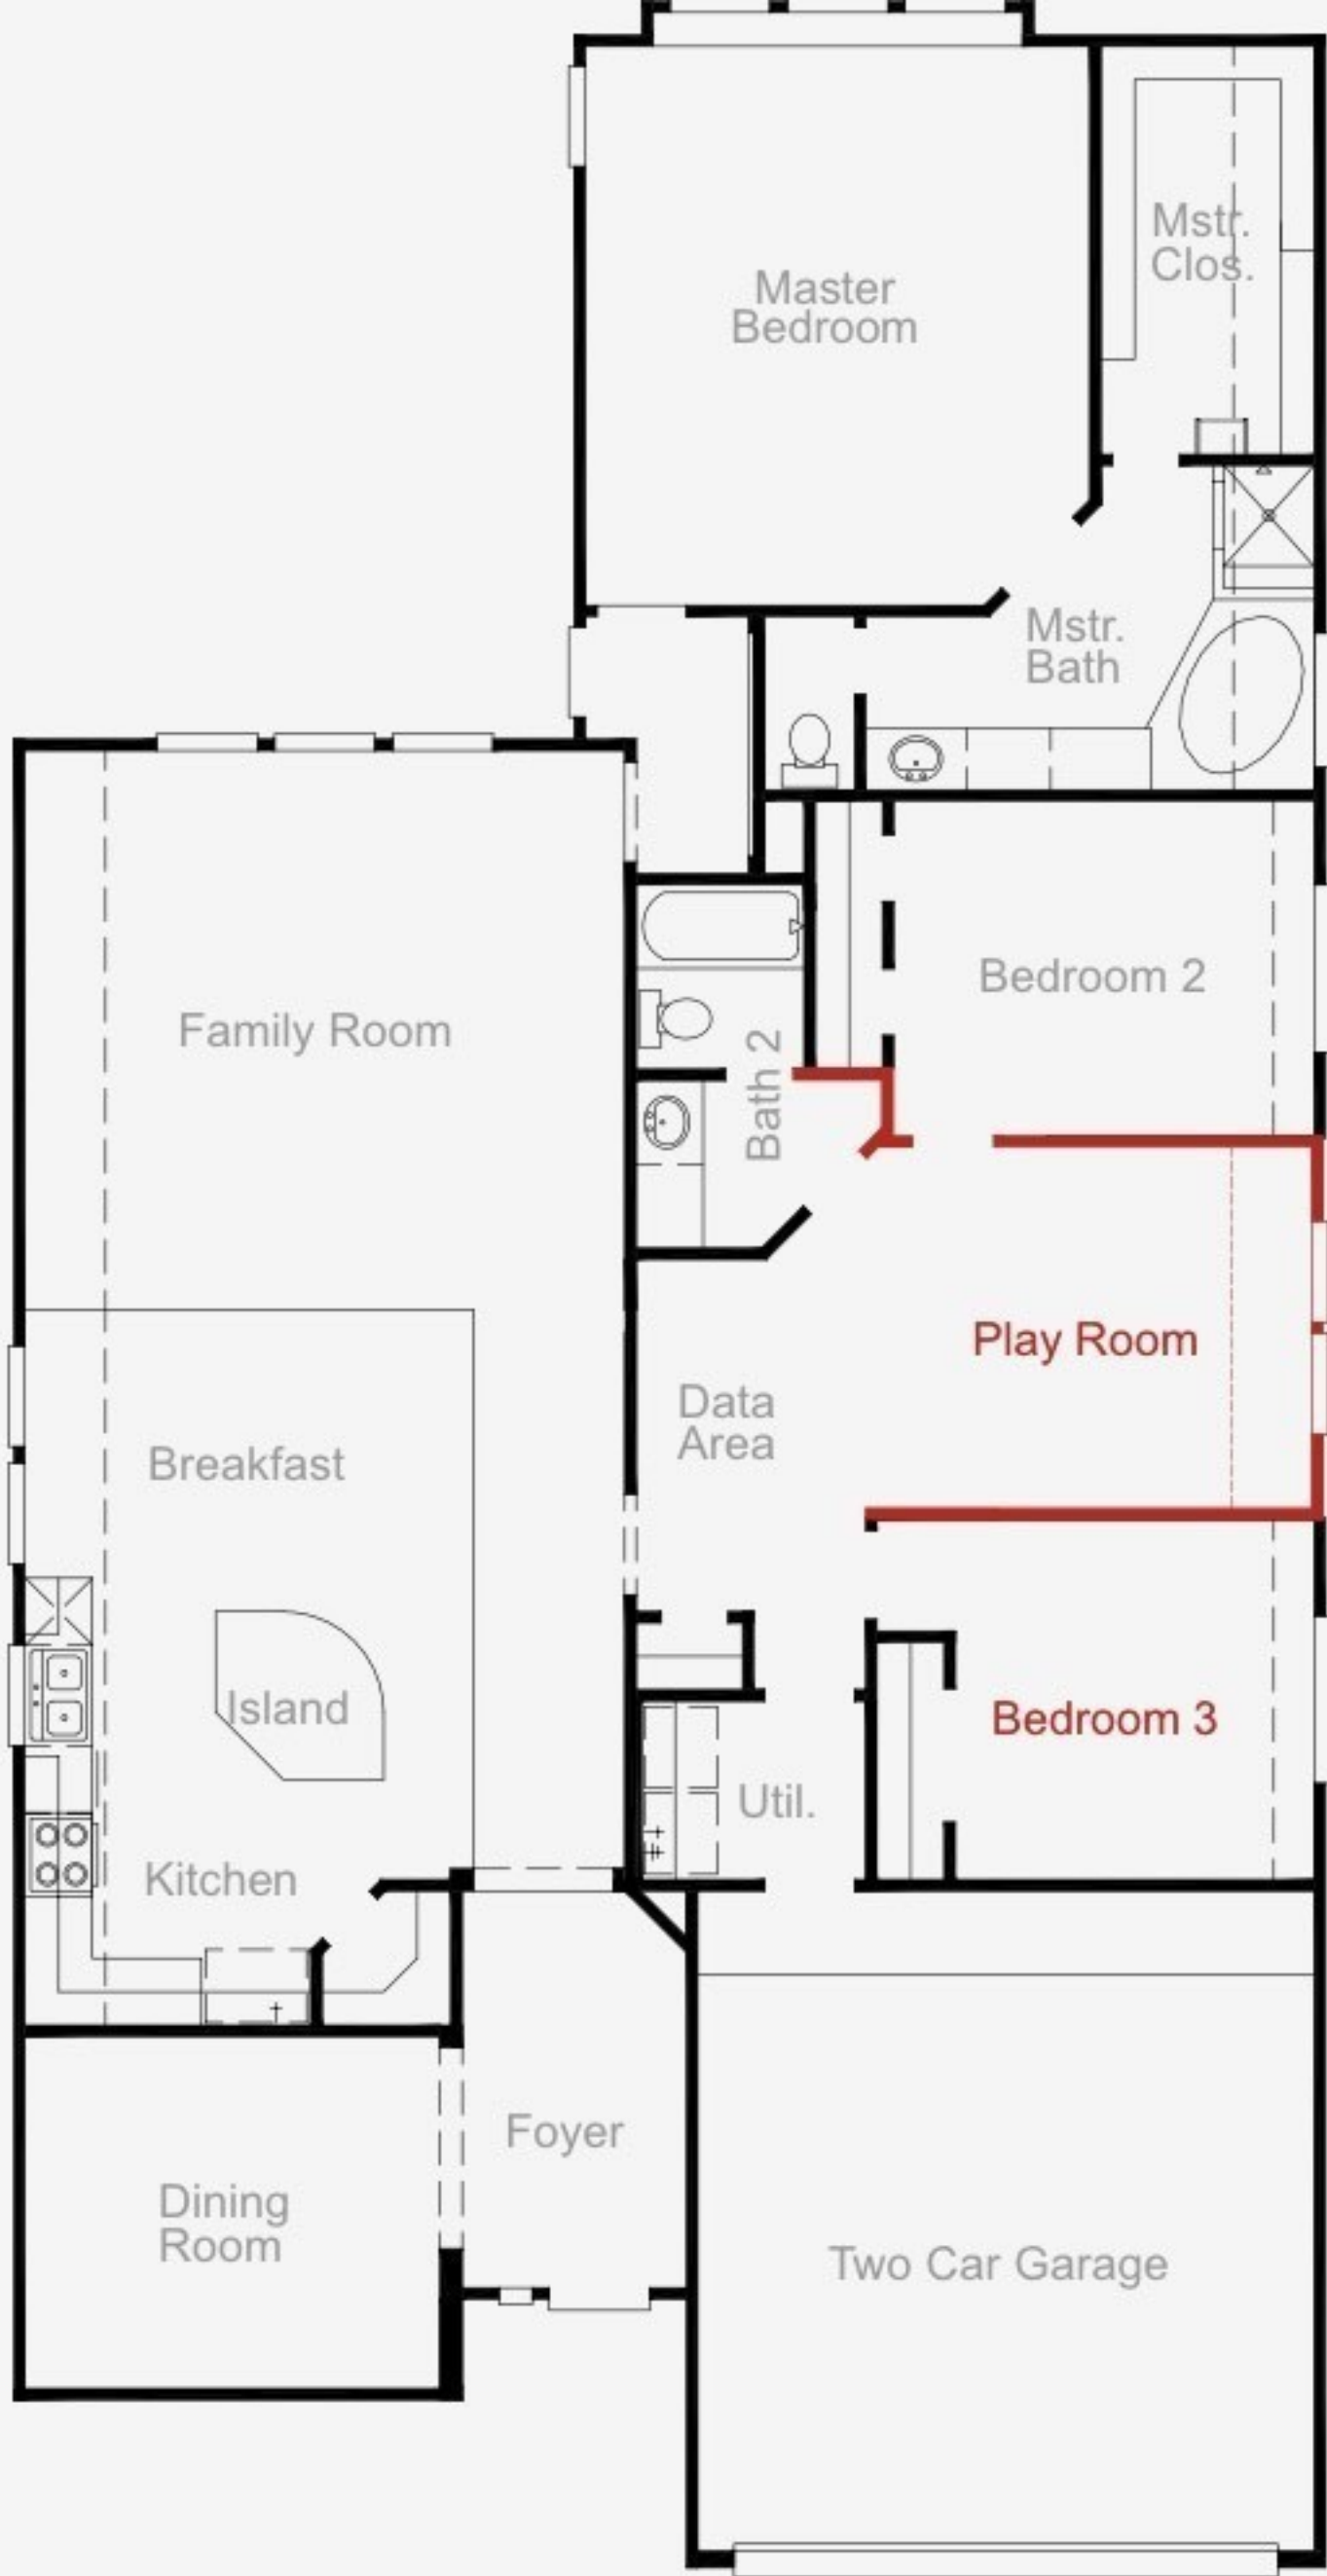 Mstr.
Clos.
Master
Bedroom
Mstr.
Bath
Bedroom 2
Family Room
Bath 2
Play Room
Data
Area
Breakfast
Island
Bedroom 3
Util.
Kitchen
Foyer
Dining
Room
Two Car Garage